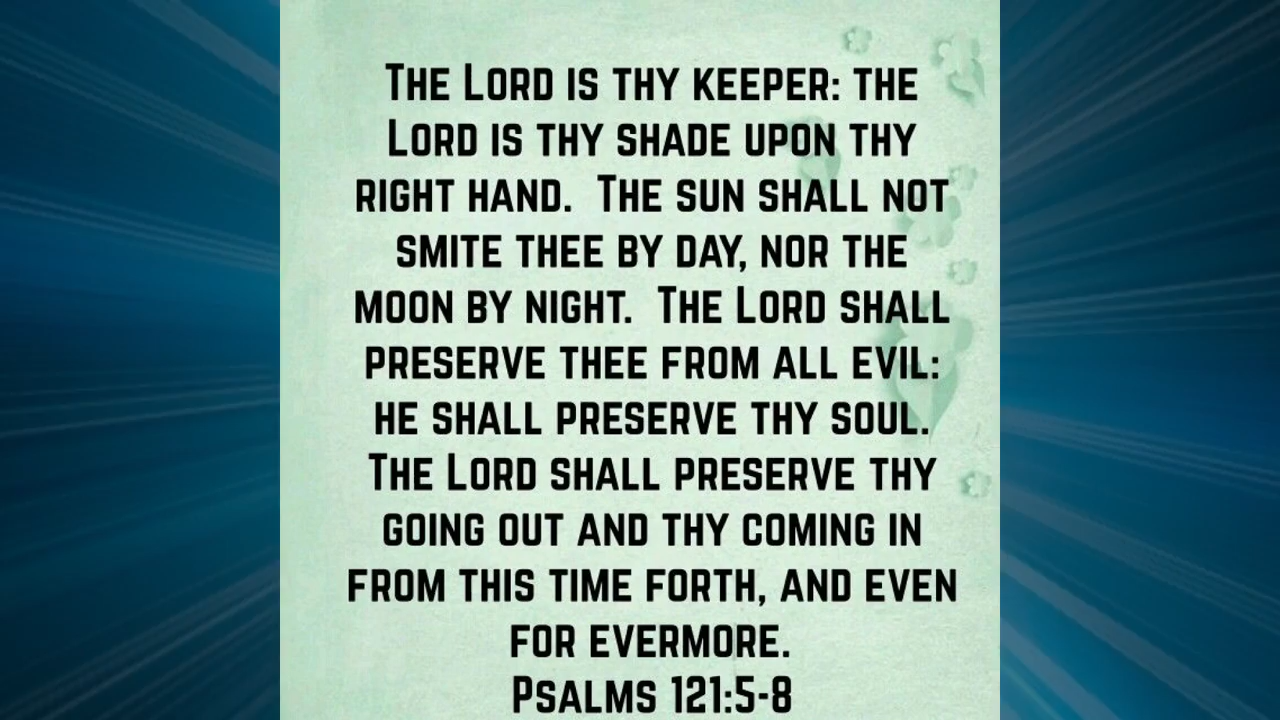 The Lord is thy keeper: the
Lord is thy shade upon thy
right hand.  The sun shall not
smite thee by day, nor the
moon by night.  The Lord shall
preserve thee from all evil:
he shall preserve thy soul.
The Lord shall preserve thy
going out and thy coming in
from this time forth, and even
for evermore.
Psalms 121:5-8